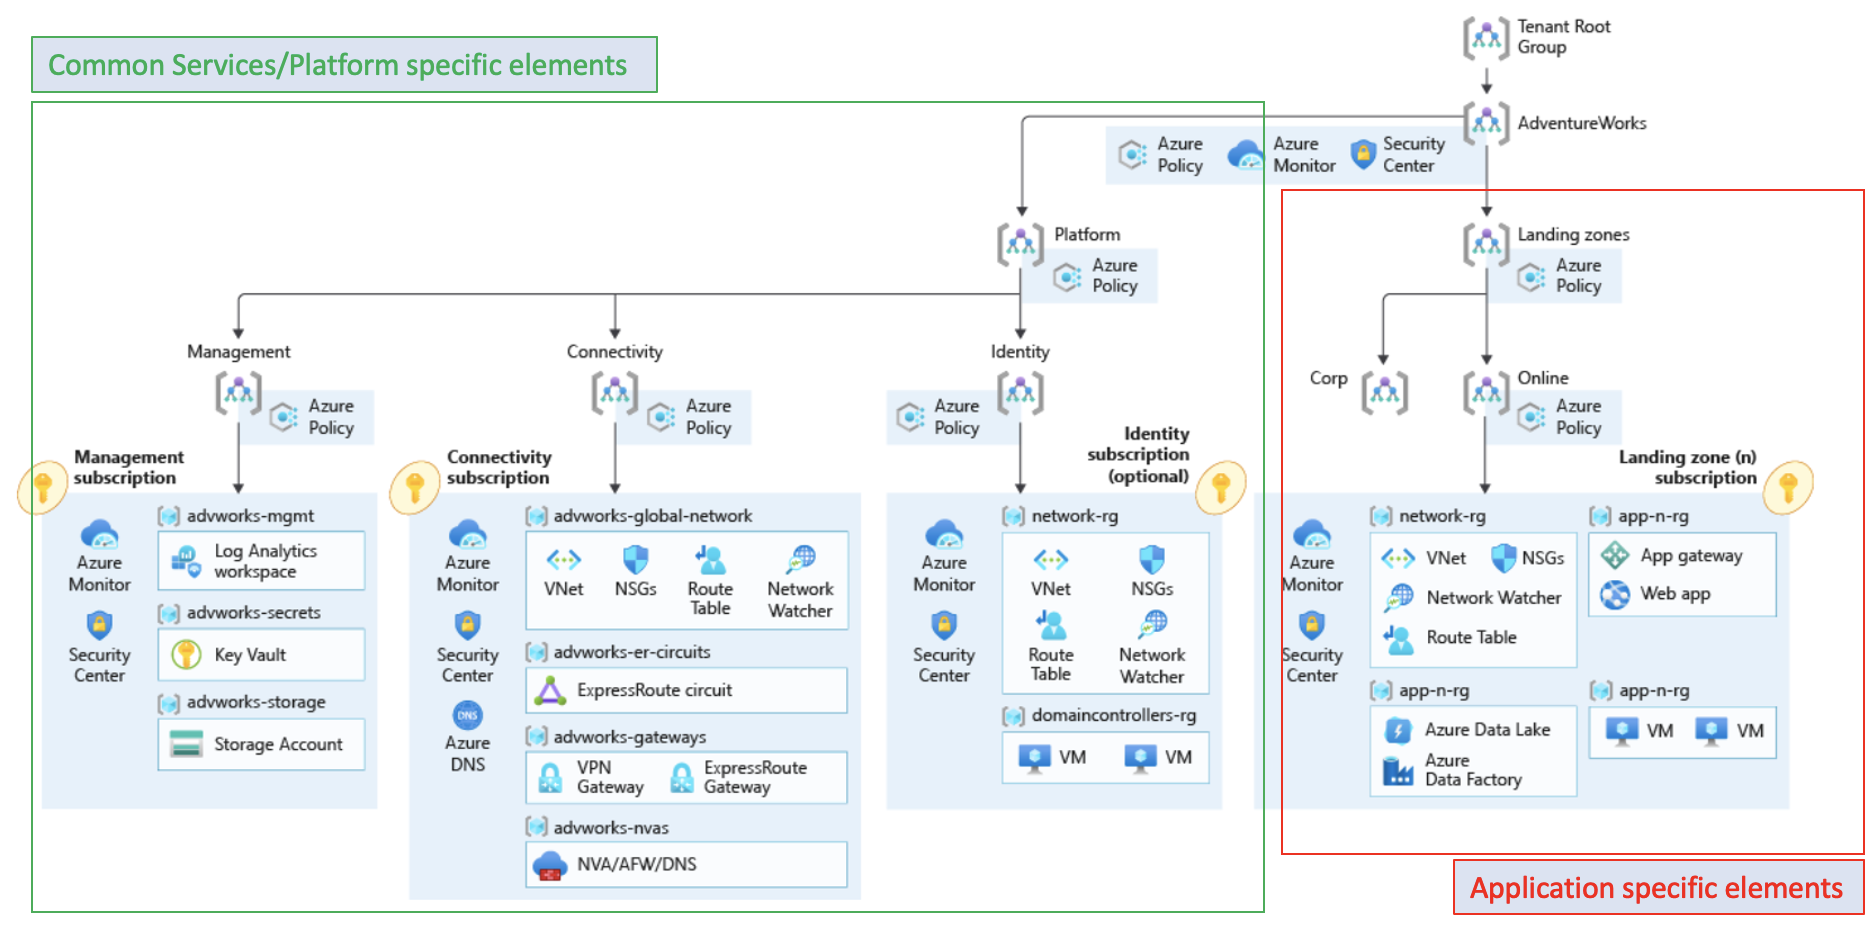 Tenant Root
Group
Common Services/Platform specific elements
AdventureWorks
Azure
Policy
Azure
Monitor
Security
Center
Platform
Azure
Policy
Landing zones
Azure
Policy
Management
Azure
Policy
Connectivity
Azure
Policy
Identity
Azure
Policy
Corp
Online
Azure
Policy
Management
subscription
Azure
Monitor
Security
Center
advworks-mgmt
Log Analytics
workspace
advworks-secrets
Key Vault
advworks-storage
Storage Account
Connectivity
subscription
Azure
Monitor
Security
Center
DNS
Azure
DNS
advworks-global-network
VNet
NSGs
Route
Table
Network
Watcher
advworks-er-circuits
ExpressRoute circuit
advworks-gateways
VPN
Gateway
ExpressRoute
Gateway
advworks-nvas
NVA/AFW/DNS
Identity
subscription
(optional)
Azure
Monitor
Security
Center
network-rg
VNet
NSGs
Route
Table
Network
Watcher
domaincontrollers-rg
VM
VM
Landing zone (n)
subscription
Azure
Monitor
Security
Center
network-rg
VNet
NSGs
Network Watcher
Route Table
app-n-rg
App gateway
Web app
app-n-rg
Azure Data Lake
Azure
Data Factory
app-n-rg
VM
VM
Application specific elements